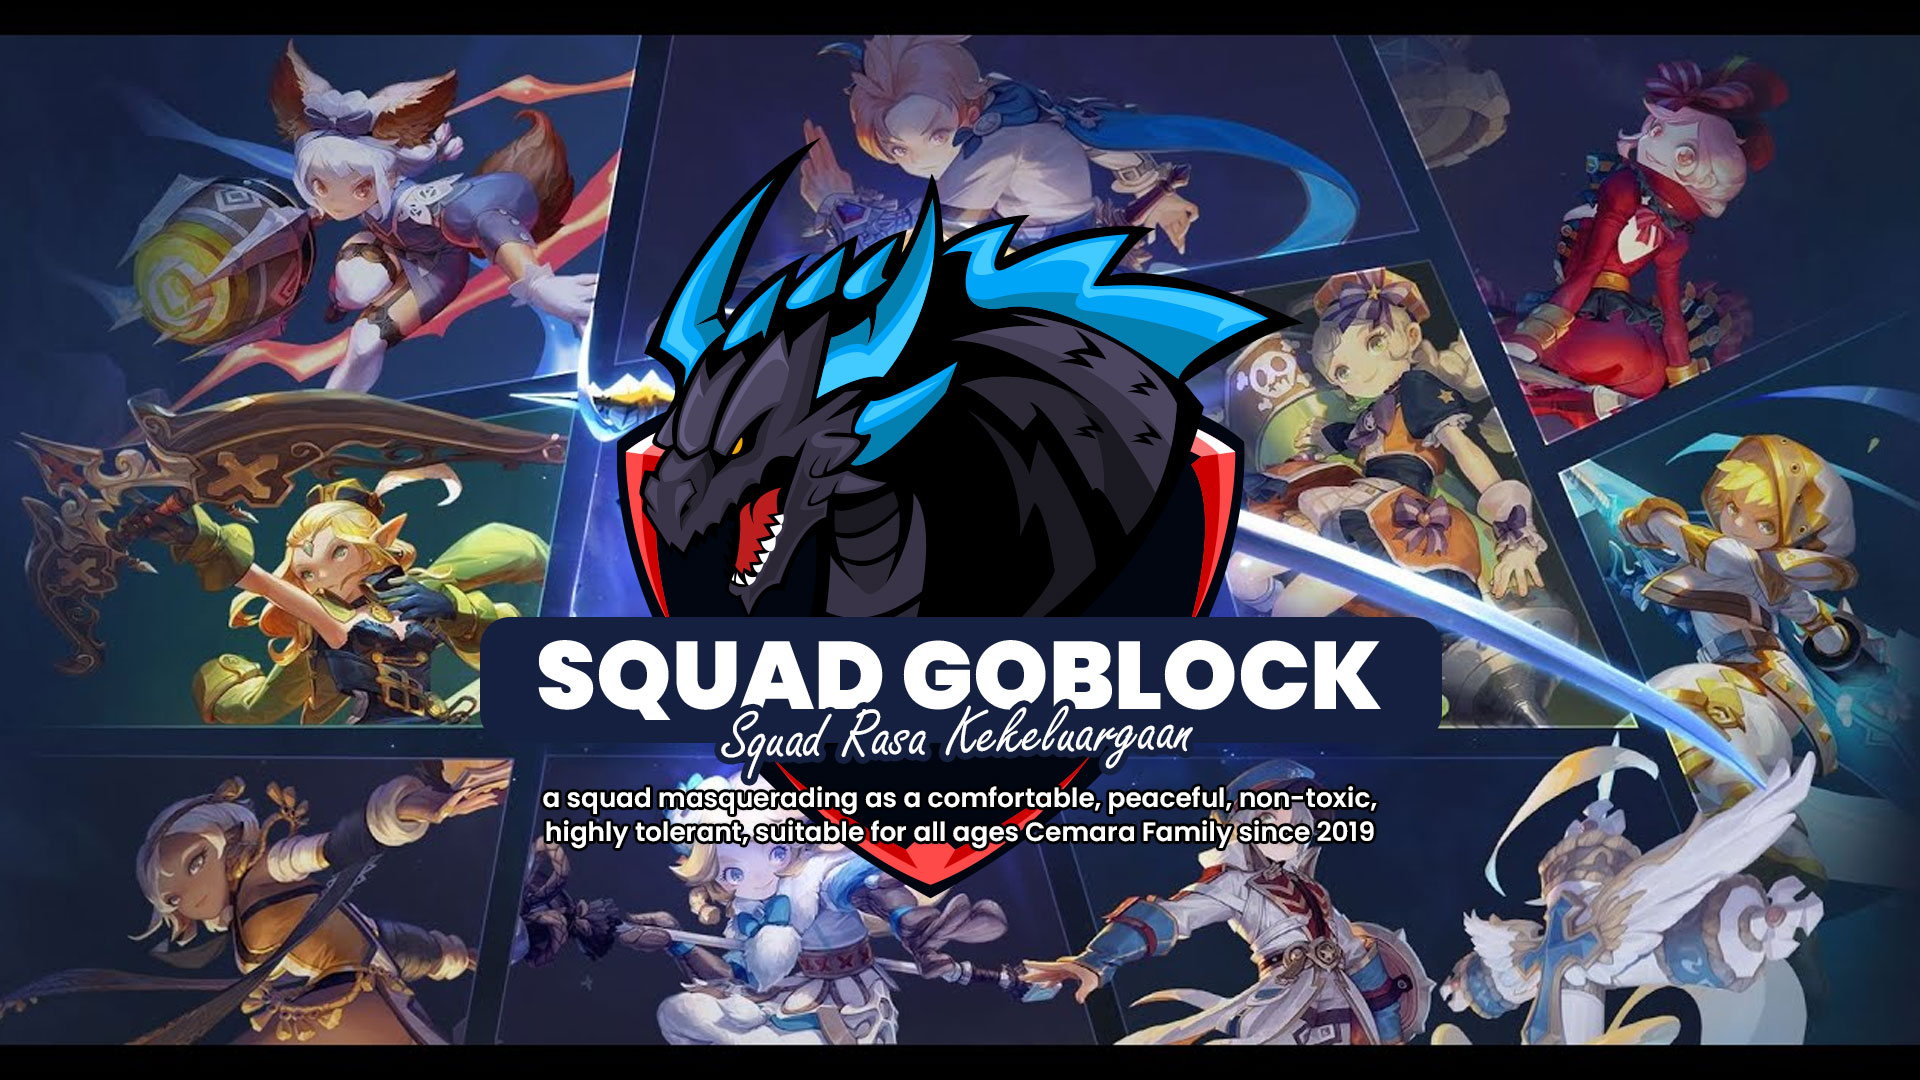 SQUAD GOBLOCK
Squad Rasa Kekeluargaan
a squad masquerading as a comfortable, peaceful, non-toxic,
highly tolerant, suitable for all ages Cemara Family since 2019